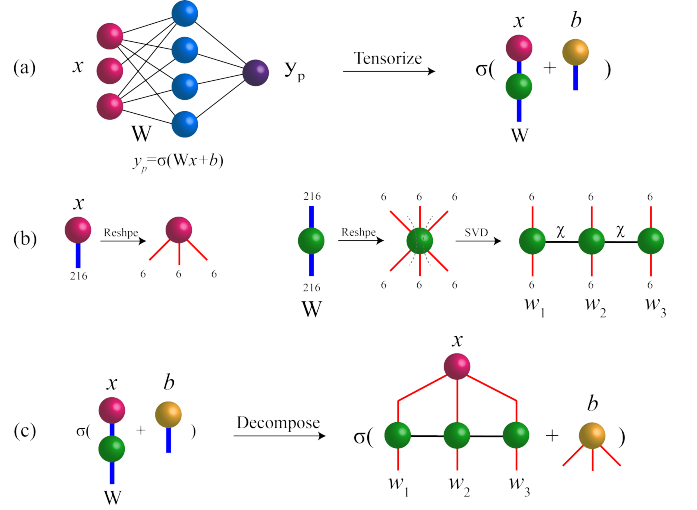 (a)
x
W
y_p
y_p=σ(Wx+b)
Tensorize
x
b
σ( + )
W
(b)
x
216
Reshpe
6 6 6
216
216
W
Reshpe
6 6 6
6 6 6
SVD
6 6 6
χ χ
6 6 6
w_1 w_2 w_3
(c)
x
b
σ( + )
W
Decompose
x
b
σ( + )
w_1 w_2 w_3